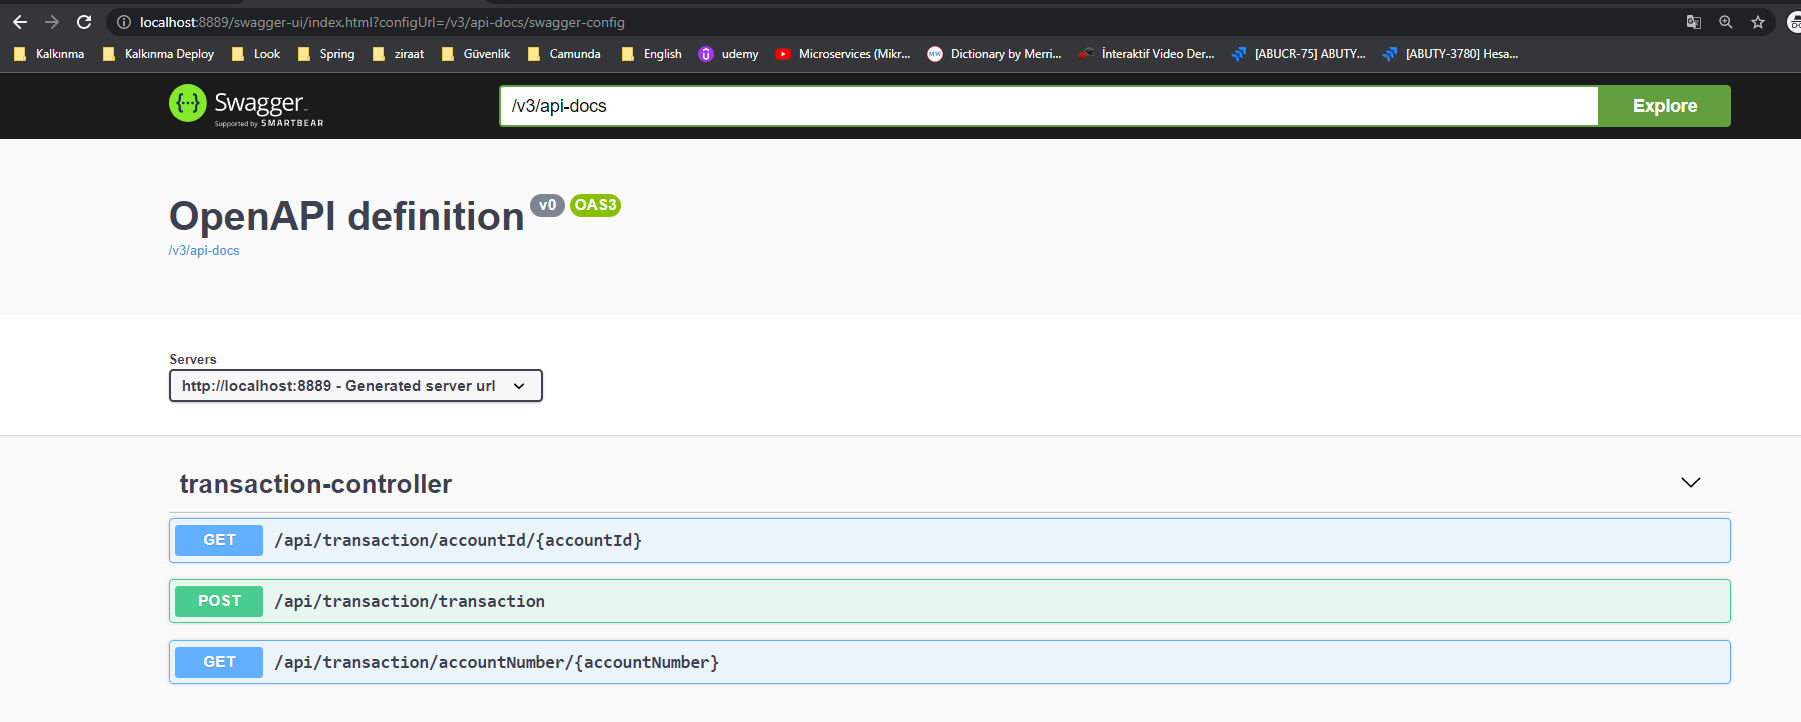 localhost:8889/swagger-ui/index.html?configUrl=/v3/api-docs/swagger-config
Kalkınma Kalkınma Deploy Look Spring ziraat Güvenlik Camunda English udemy Microservices (Mikr... MW Dictionary by Merri... İnteraktif Video Der... [ABUCR-75] ABUTY... [ABUTY-3780] Hesa...
{···} Swagger™ /v3/api-docs Explore
Supported by SMARTBEAR
OpenAPI definition v0 OAS3
/v3/api-docs
Servers
http://localhost:8889 - Generated server url
transaction-controller
GET /api/transaction/accountId/{accountId}
POST /api/transaction/transaction
GET /api/transaction/accountNumber/{accountNumber}